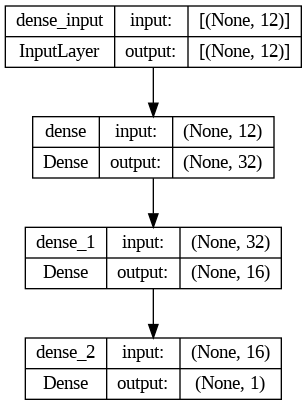 dense_input input: [(None, 12)]
InputLayer output: [(None, 12)]
dense input: (None, 12)
Dense output: (None, 32)
dense_1 input: (None, 32)
Dense output: (None, 16)
dense_2 input: (None, 16)
Dense output: (None, 1)